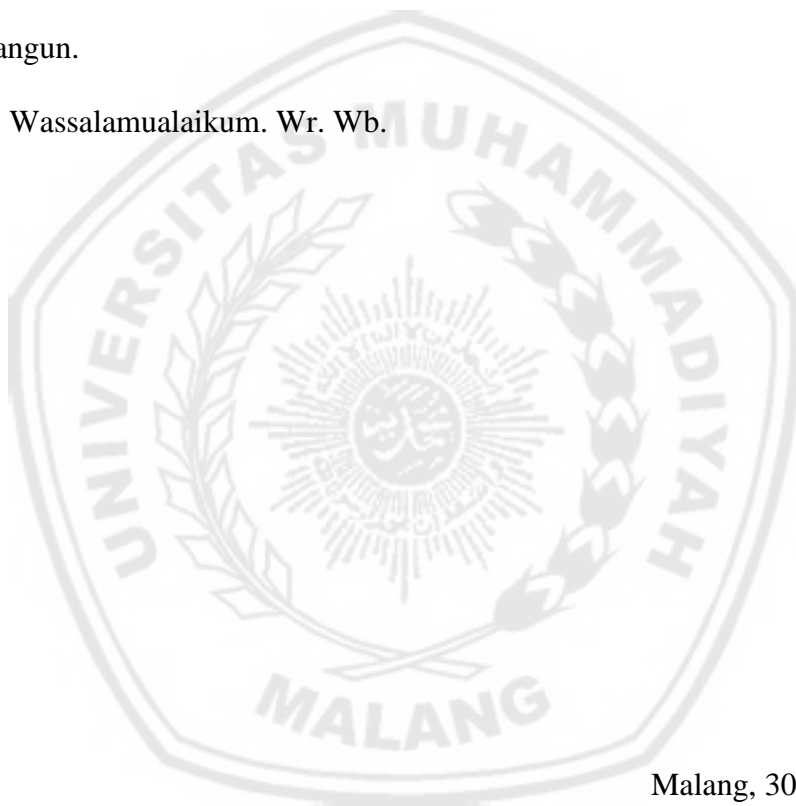 angun.
Wassalamualaikum. Wr. Wb.
UNIVERSITAS MUHAMMADIYAH
MALANG
Malang, 30